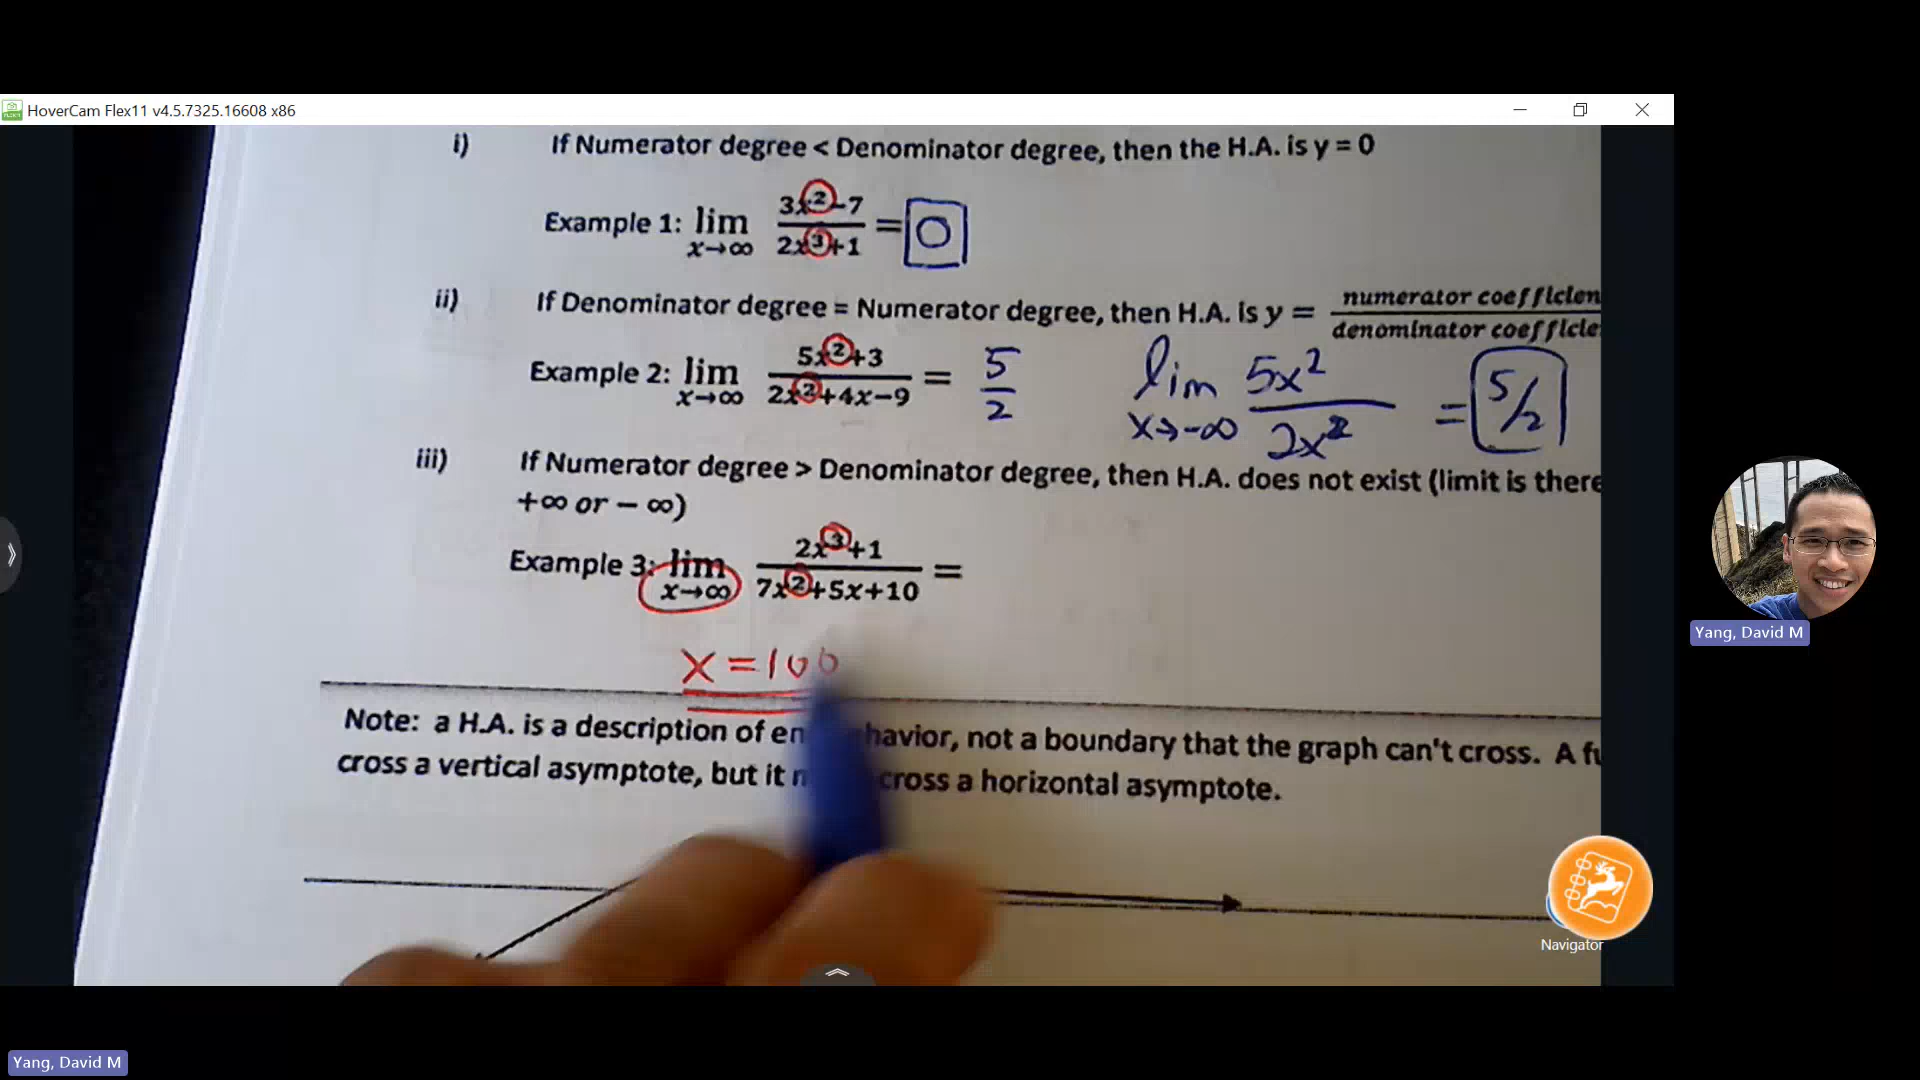 HoverCam Flex11 v4.5.7325.16608 x86
i) If Numerator degree < Denominator degree, then the H.A. is y = 0
Example 1: lim x→∞ 3x²-7 / 2x³+1 = 0
ii) If Denominator degree = Numerator degree, then H.A. is y = numerator coefficien / denominator coefficie
Example 2: lim x→∞ 5x²+3 / 2x²+4x-9 = 5/2 lim x→-∞ 5x² / 2x² = 5/2
iii) If Numerator degree > Denominator degree, then H.A. does not exist (limit is there
+∞ or - ∞)
Example 3: lim x→∞ 2x³+1 / 7x²+5x+10 =
x = 100
Note: a H.A. is a description of en havior, not a boundary that the graph can't cross. A fu
cross a vertical asymptote, but it cross a horizontal asymptote.
Navigator
Yang, David M
Yang, David M